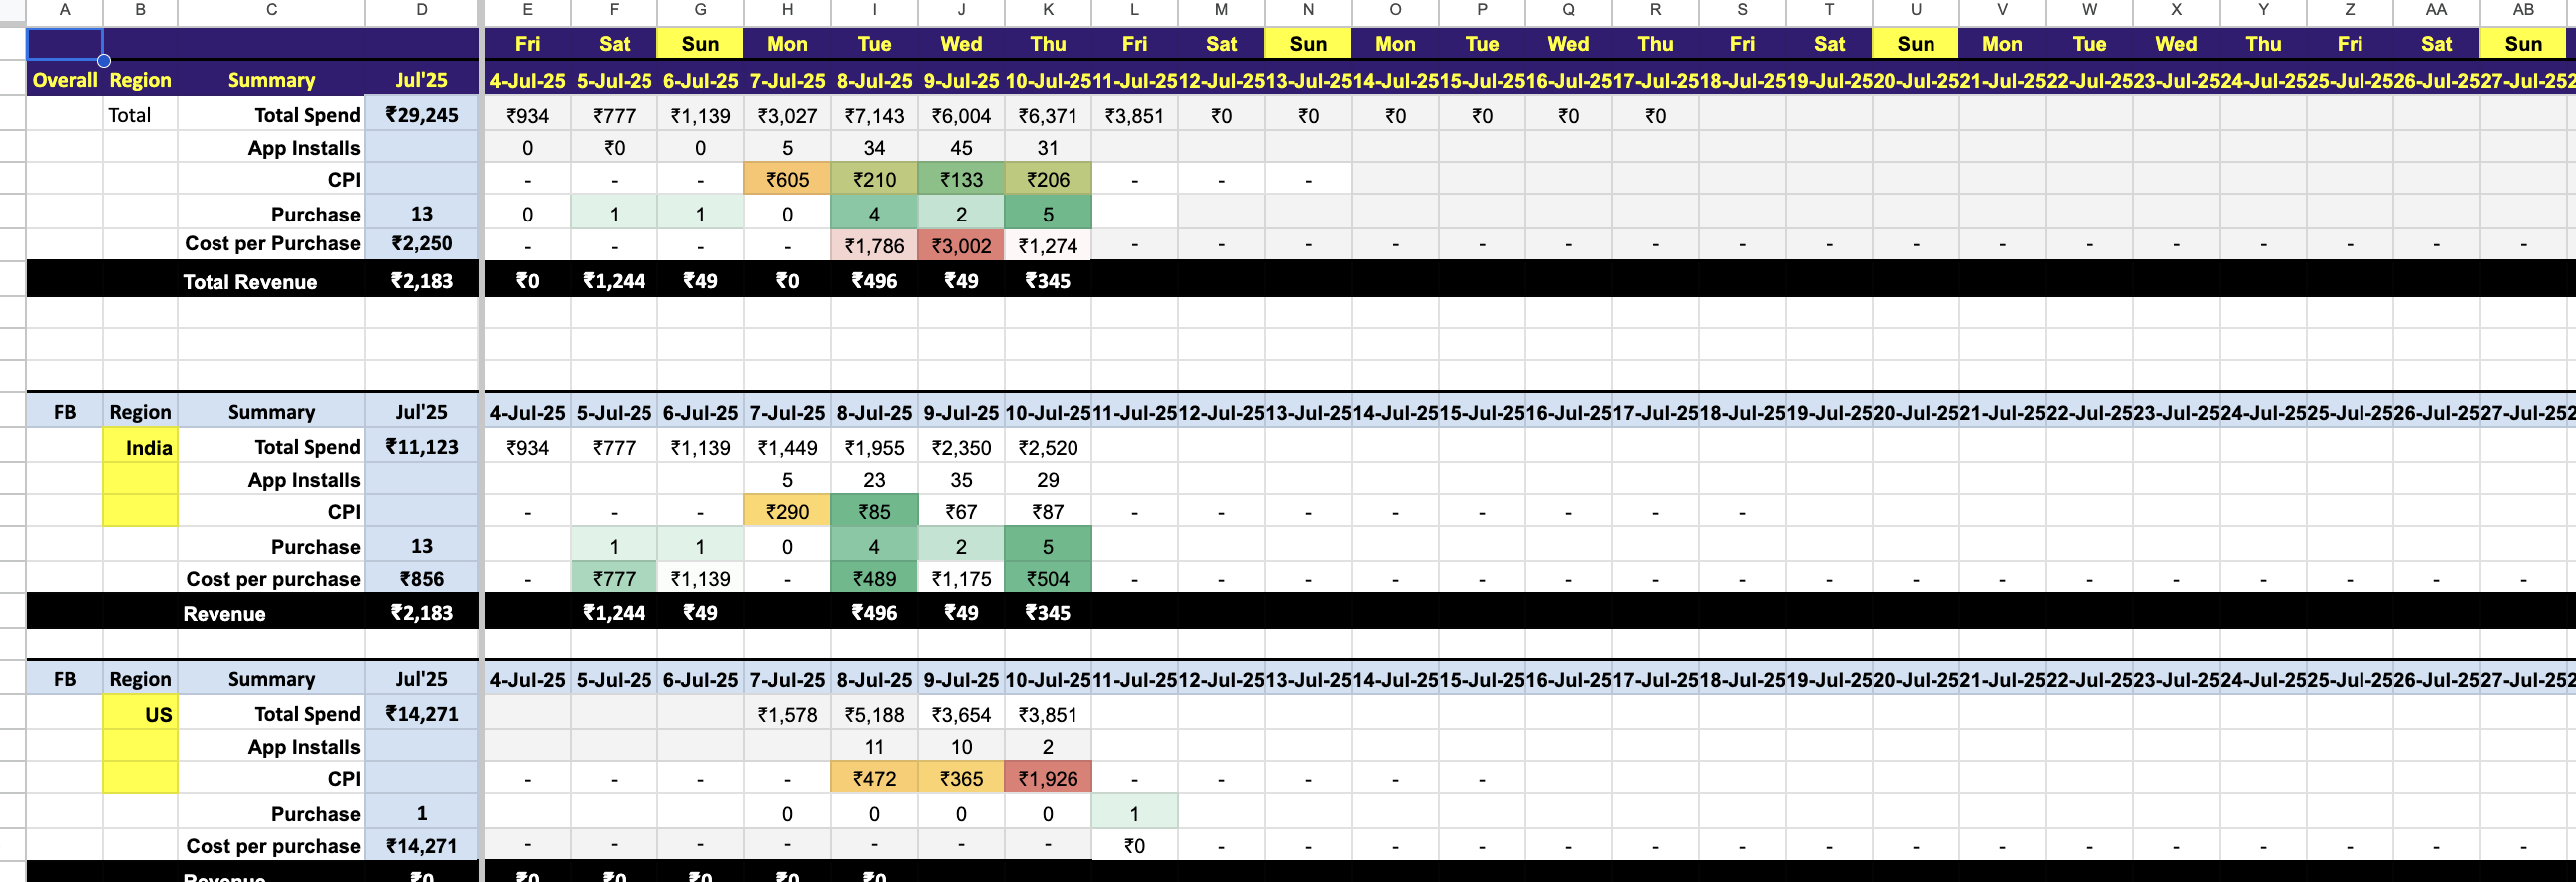 A B C D E F G H I J K L M N O P Q R S T U V W X Y Z AA AB
Fri Sat Sun Mon Tue Wed Thu Fri Sat Sun Mon Tue Wed Thu Fri Sat Sun Mon Tue Wed Thu Fri Sat Sun
Overall Region Summary Jul'25 4-Jul-25 5-Jul-25 6-Jul-25 7-Jul-25 8-Jul-25 9-Jul-25 10-Jul-25 11-Jul-25 12-Jul-25 13-Jul-25 14-Jul-25 15-Jul-25 16-Jul-25 17-Jul-25 18-Jul-25 19-Jul-25 20-Jul-25 21-Jul-25 22-Jul-25 23-Jul-25 24-Jul-25 25-Jul-25 26-Jul-25 27-Jul-25 2
Total Total Spend ₹29,245 ₹934 ₹777 ₹1,139 ₹3,027 ₹7,143 ₹6,004 ₹6,371 ₹3,851 ₹0 ₹0 ₹0 ₹0 ₹0 ₹0
App Installs 0 ₹0 0 5 34 45 31
CPI - - - ₹605 ₹210 ₹133 ₹206 - - -
Purchase 13 0 1 1 0 4 2 5
Cost per Purchase ₹2,250 - - - - ₹1,786 ₹3,002 ₹1,274 - - - - - - - - - - - - - - - - -
Total Revenue ₹2,183 ₹0 ₹1,244 ₹49 ₹0 ₹496 ₹49 ₹345
FB Region Summary Jul'25 4-Jul-25 5-Jul-25 6-Jul-25 7-Jul-25 8-Jul-25 9-Jul-25 10-Jul-25 11-Jul-25 12-Jul-25 13-Jul-25 14-Jul-25 15-Jul-25 16-Jul-25 17-Jul-25 18-Jul-25 19-Jul-25 20-Jul-25 21-Jul-25 22-Jul-25 23-Jul-25 24-Jul-25 25-Jul-25 26-Jul-25 27-Jul-25 2
India Total Spend ₹11,123 ₹934 ₹777 ₹1,139 ₹1,449 ₹1,955 ₹2,350 ₹2,520
App Installs 5 23 35 29
CPI - - - ₹290 ₹85 ₹67 ₹87 - - - - - - - -
Purchase 13 1 1 0 4 2 5
Cost per purchase ₹856 - ₹777 ₹1,139 - ₹489 ₹1,175 ₹504 - - - - - - - - - - - - - - - - -
Revenue ₹2,183 ₹1,244 ₹49 ₹496 ₹49 ₹345
FB Region Summary Jul'25 4-Jul-25 5-Jul-25 6-Jul-25 7-Jul-25 8-Jul-25 9-Jul-25 10-Jul-25 11-Jul-25 12-Jul-25 13-Jul-25 14-Jul-25 15-Jul-25 16-Jul-25 17-Jul-25 18-Jul-25 19-Jul-25 20-Jul-25 21-Jul-25 22-Jul-25 23-Jul-25 24-Jul-25 25-Jul-25 26-Jul-25 27-Jul-25 2
US Total Spend ₹14,271 ₹1,578 ₹5,188 ₹3,654 ₹3,851
App Installs 11 10 2
CPI - - - - ₹472 ₹365 ₹1,926 - - - - -
Purchase 1 0 0 0 0 1
Cost per purchase ₹14,271 - - - - - - - ₹0 - - - - - - - - - - - - - - - -
Revenue ₹0 ₹0 ₹0 ₹0 ₹0 ₹0